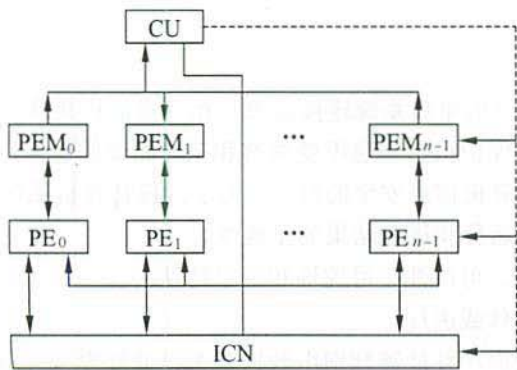 CU
PEM₀ PEM₁ ··· PEMₙ₋₁
PE₀ PE₁ ··· PEₙ₋₁
ICN